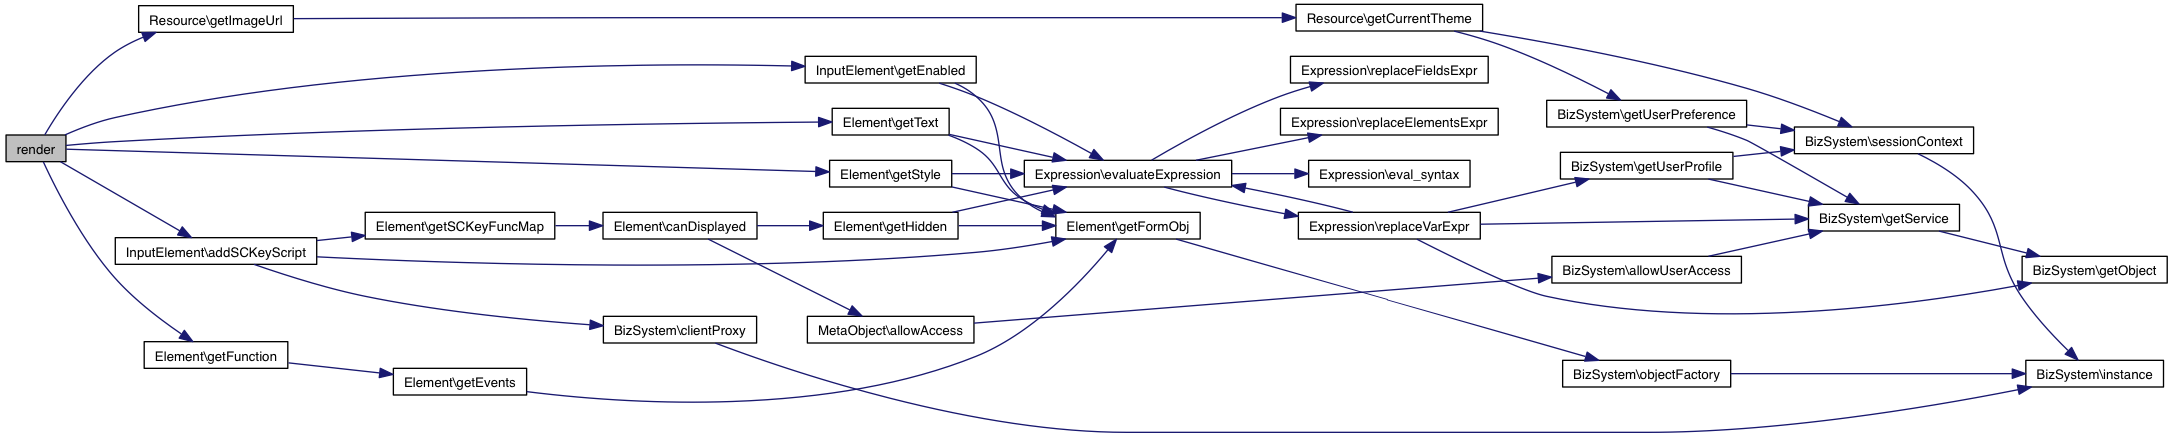 render
Resource\getImageUrl
InputElement\getEnabled
Element\getText
Element\getStyle
InputElement\addSCKeyScript
Element\getFunction
Element\getSCKeyFuncMap
Element\getEvents
Element\canDisplayed
BizSystem\clientProxy
Element\getHidden
MetaObject\allowAccess
Expression\evaluateExpression
Element\getFormObj
Resource\getCurrentTheme
Expression\replaceFieldsExpr
Expression\replaceElementsExpr
Expression\eval_syntax
Expression\replaceVarExpr
BizSystem\getUserPreference
BizSystem\getUserProfile
BizSystem\allowUserAccess
BizSystem\objectFactory
BizSystem\sessionContext
BizSystem\getService
BizSystem\getObject
BizSystem\instance